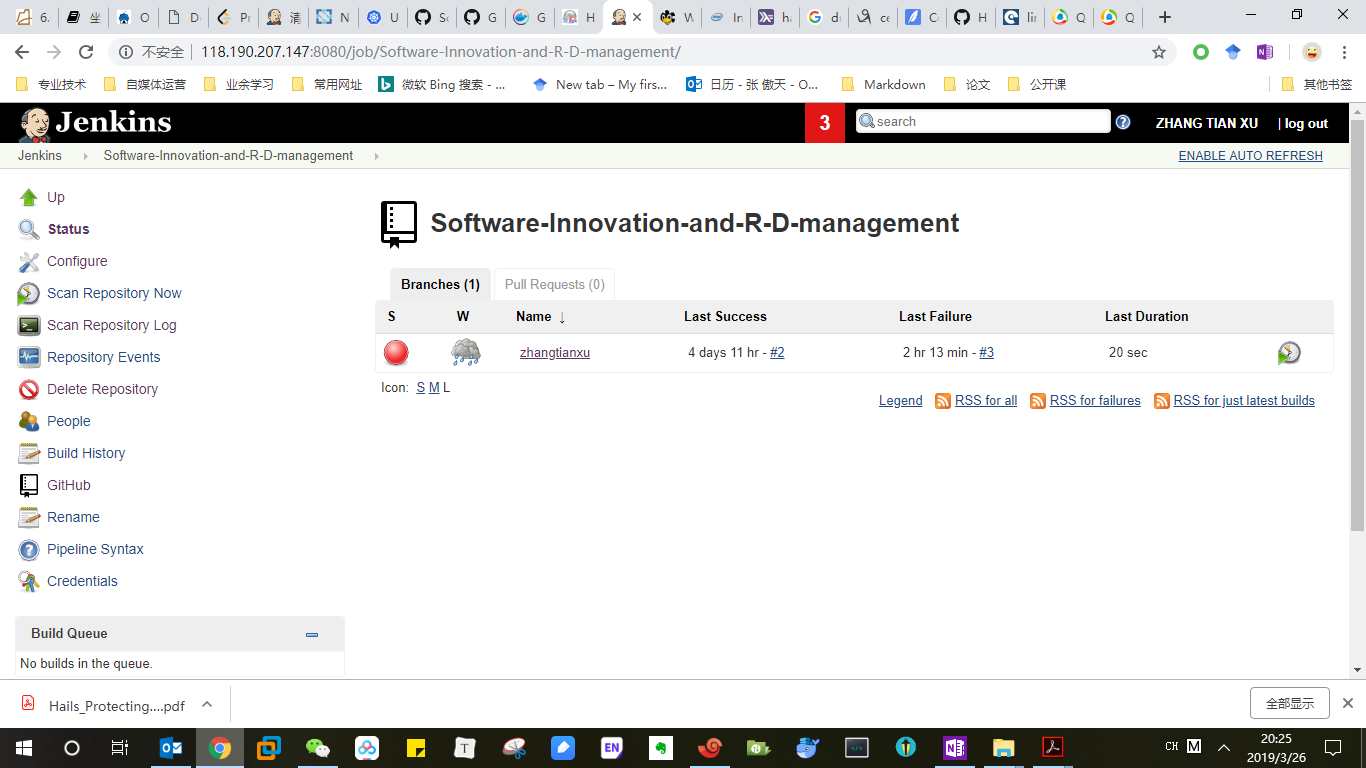 6.
坐
O
D
Pr
清
N
U
So
G
G
H
W
In
ha
G di
ce
Co
H
lin
Q
Q
不安全 | 118.190.207.147:8080/job/Software-Innovation-and-R-D-management/
专业技术 自媒体运营 业余学习 常用网址 微软 Bing 搜索 - ... New tab – My first... 日历 - 张 傲天 - O... Markdown 论文 公开课 其他书签
Jenkins 3 search ZHANG TIAN XU | log out
Jenkins Software-Innovation-and-R-D-management ENABLE AUTO REFRESH
Up
Status
Configure
Scan Repository Now
Scan Repository Log
Repository Events
Delete Repository
People
Build History
GitHub
Rename
Pipeline Syntax
Credentials
Build Queue
No builds in the queue.
Software-Innovation-and-R-D-management
Branches (1) Pull Requests (0)
S W Name ↓ Last Success Last Failure Last Duration
zhangtianxu 4 days 11 hr - #2 2 hr 13 min - #3 20 sec
Icon: S M L
Legend RSS for all RSS for failures RSS for just latest builds
Hails_Protecting....pdf 全部显示
T EN CH M 20:25
2019/3/26